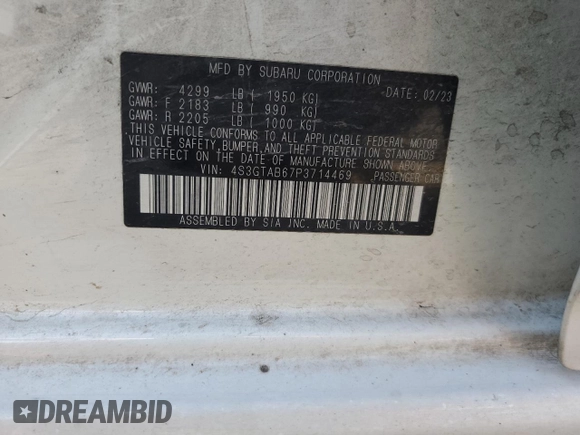 MFD BY SUBARU CORPORATION
GVWR: 4299 LB ( 1950 KG) DATE: 02/23
GAWR: F 2183 LB ( 990 KG)
GAWR: R 2205 LB ( 1000 KG)
THIS VEHICLE CONFORMS TO ALL APPLICABLE FEDERAL MOTOR
VEHICLE SAFETY, BUMPER, AND THEFT PREVENTION STANDARDS
IN EFFECT ON THE DATE OF MANUFACTURE SHOWN ABOVE.
VIN: 4S3GTAB67P3714469 PASSENGER CAR
ASSEMBLED BY SIA INC. MADE IN U.S.A.
DREAMBID